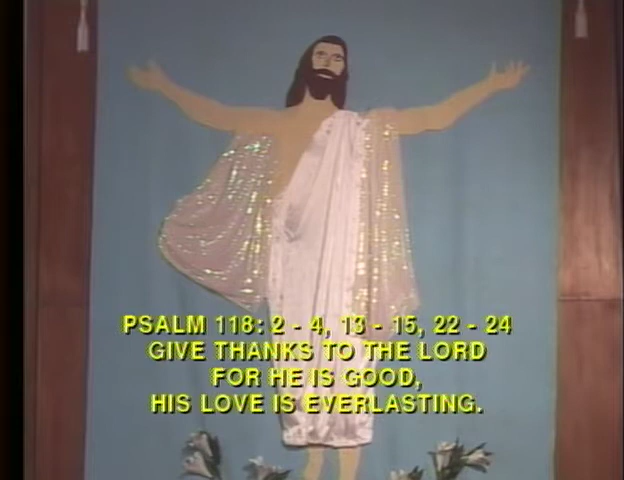 PSALM 118: 2 - 4, 13 - 15, 22 - 24
GIVE THANKS TO THE LORD
FOR HE IS GOOD,
HIS LOVE IS EVERLASTING.